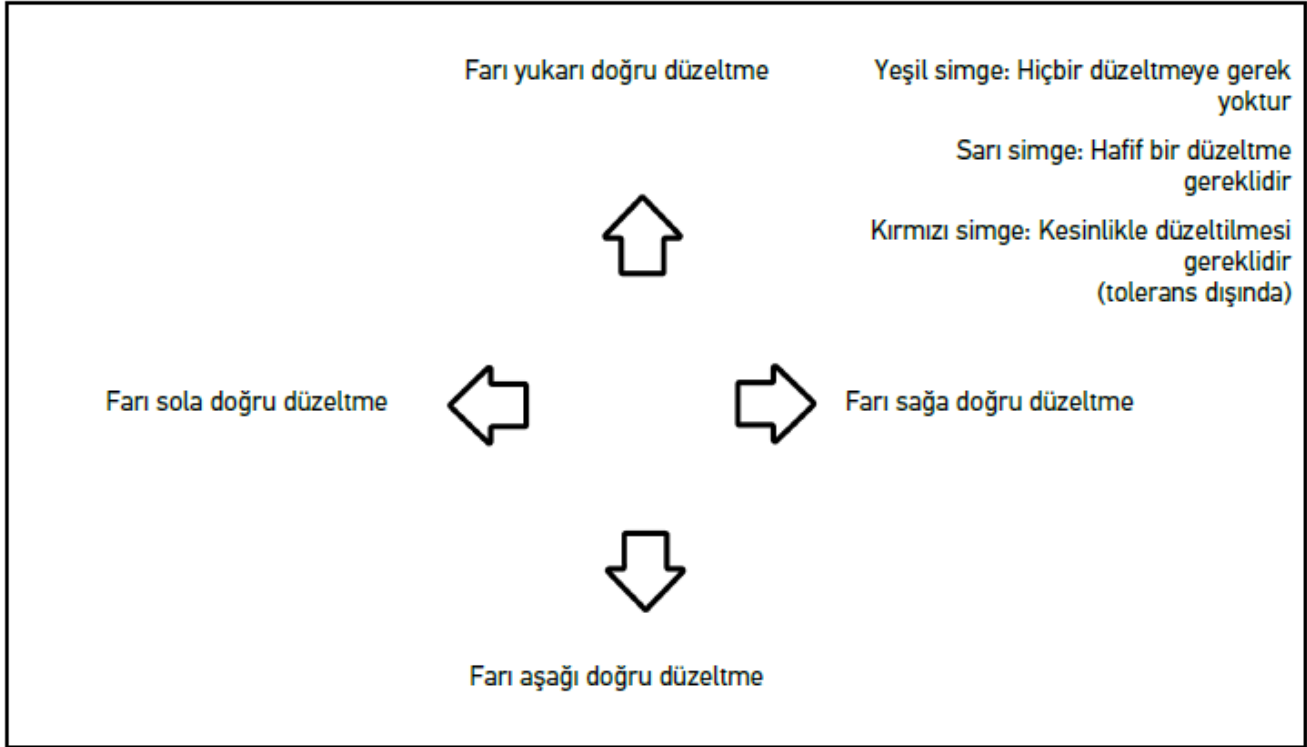 Farı yukarı doğru düzeltme
Yeşil simge: Hiçbir düzeltmeye gerek
yoktur
Sarı simge: Hafif bir düzeltme
gereklidir
Kırmızı simge: Kesinlikle düzeltilmesi
gereklidir
(tolerans dışında)
Farı sola doğru düzeltme
Farı sağa doğru düzeltme
Farı aşağı doğru düzeltme